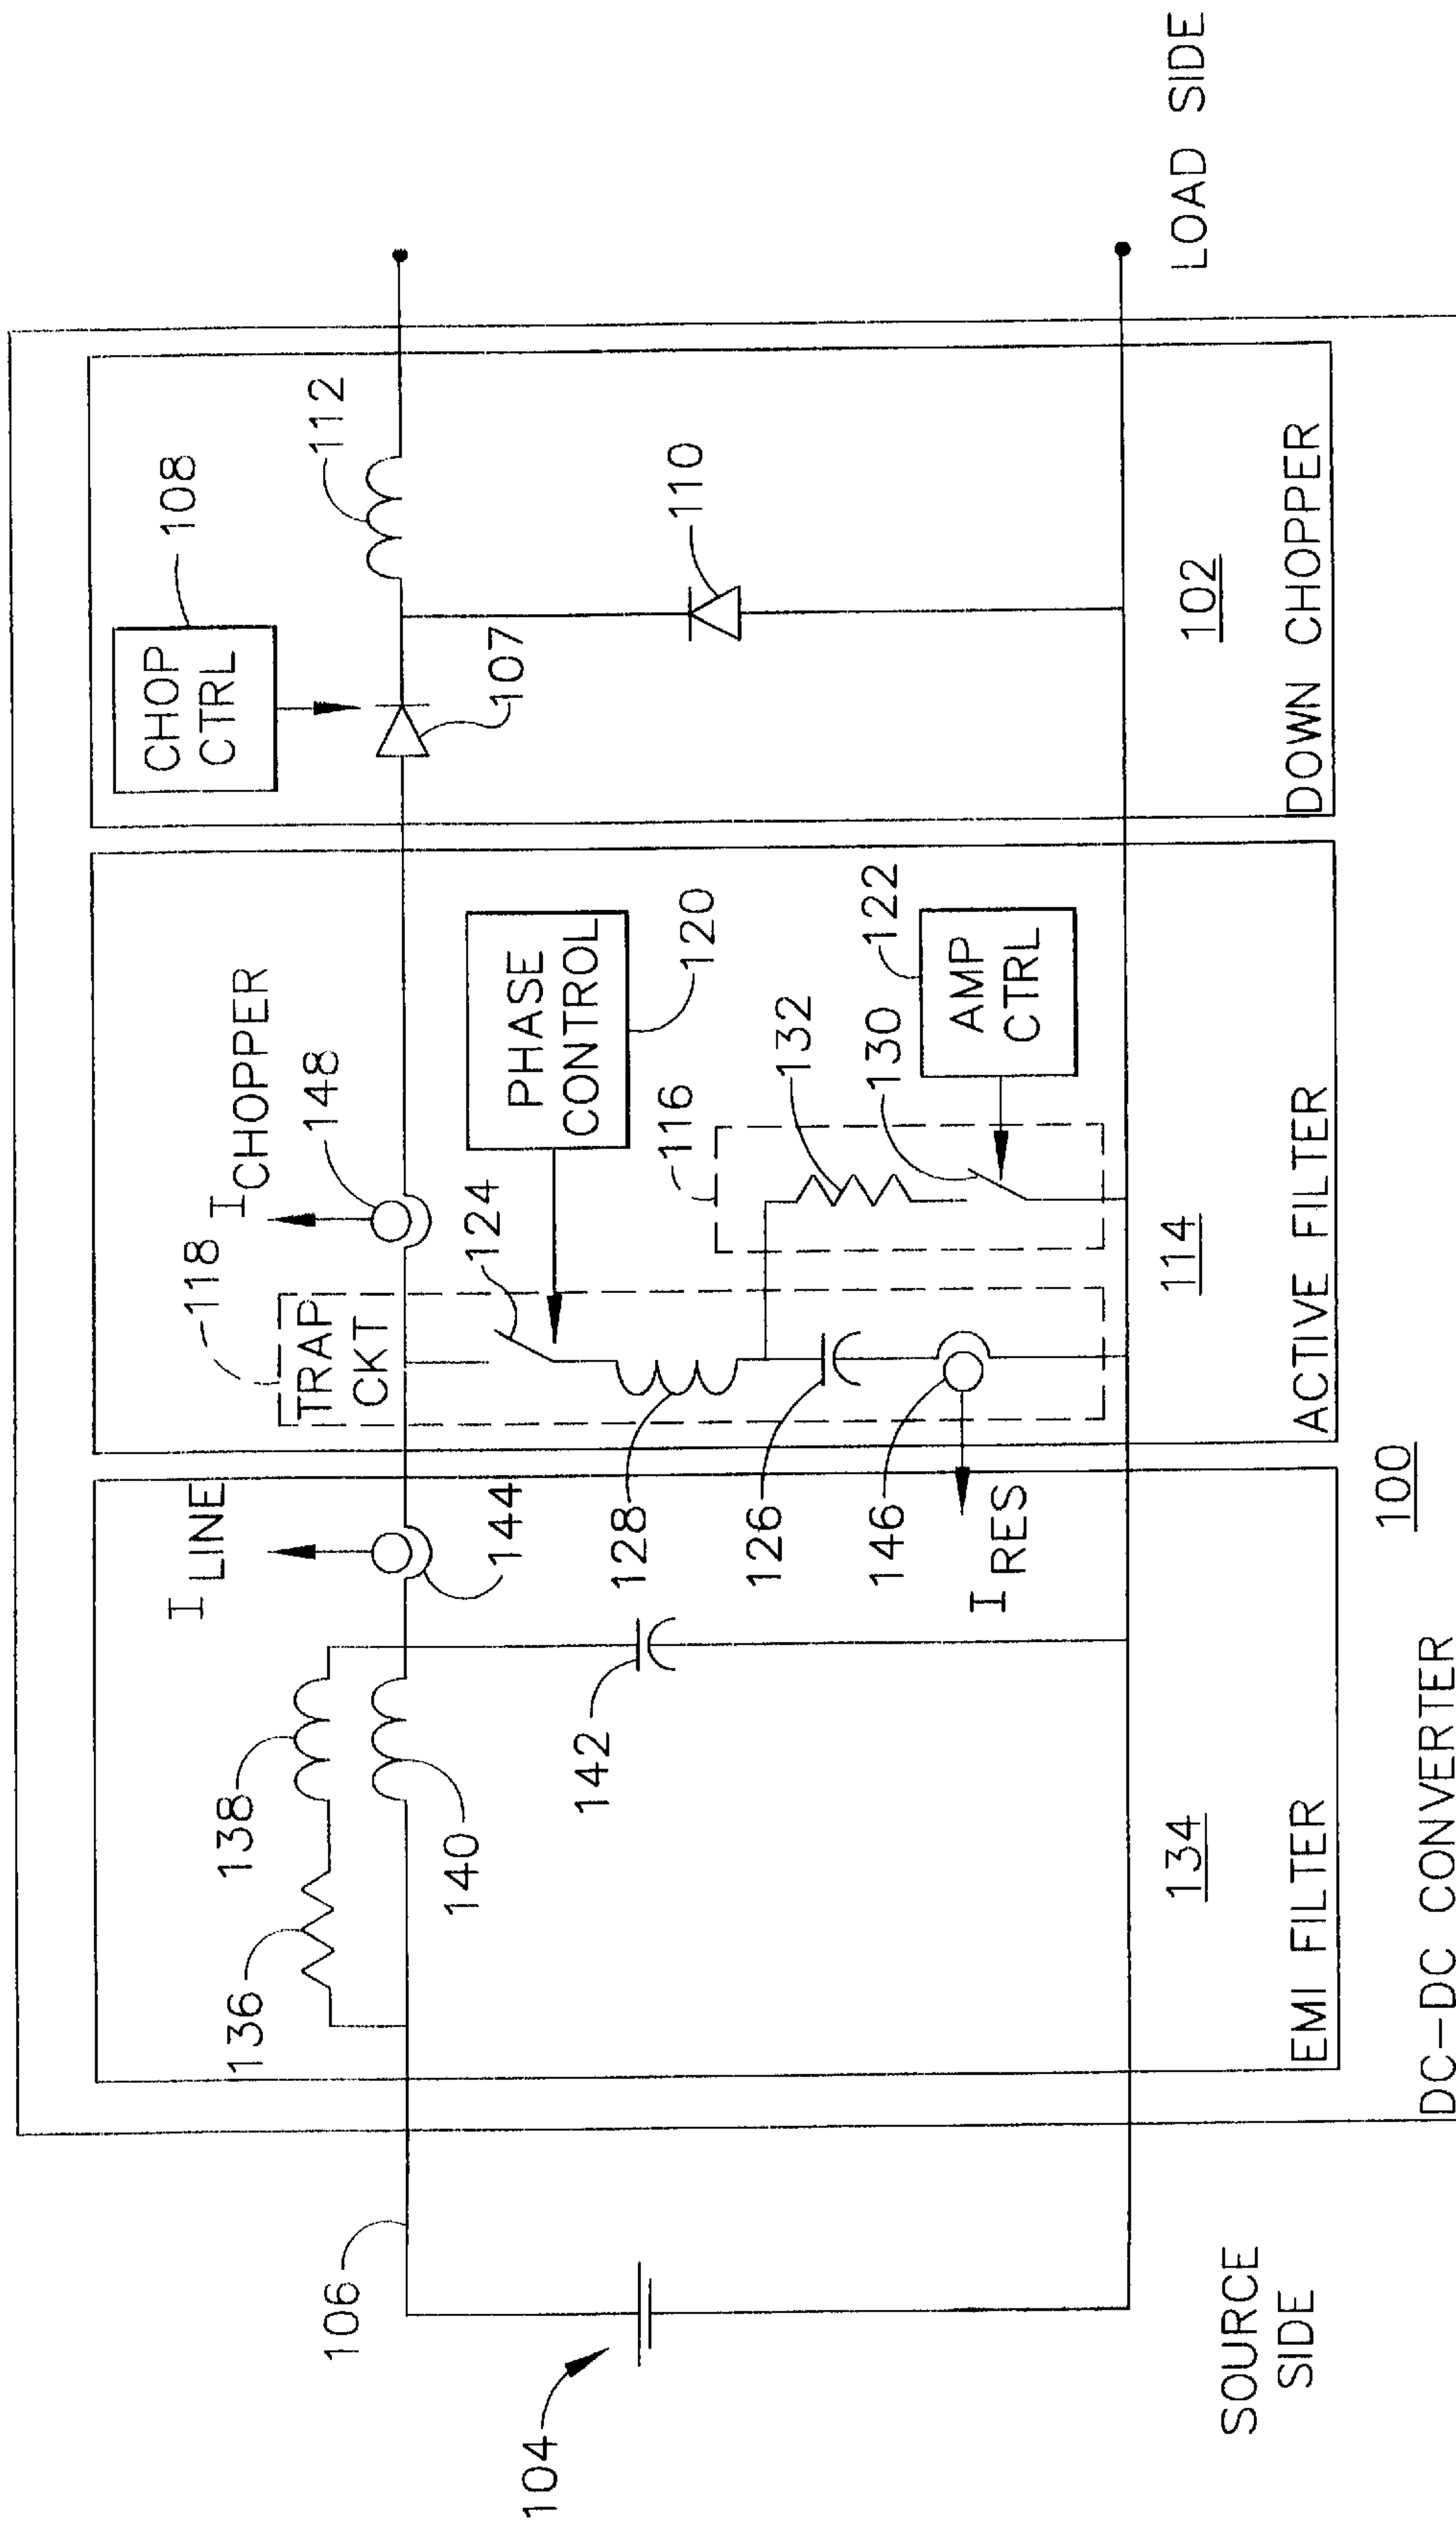 CHOP
CTRL
108
112
107
110
102
DOWN CHOPPER
LOAD SIDE
118
I CHOPPER
148
TRAP
CKT
124
PHASE
CONTROL
120
116
132
130
122
AMP
CTRL
128
126
146
I RES
114
ACTIVE FILTER
I LINE
144
138
136
140
142
134
EMI FILTER
100
DC-DC CONVERTER
106
104
SOURCE
SIDE